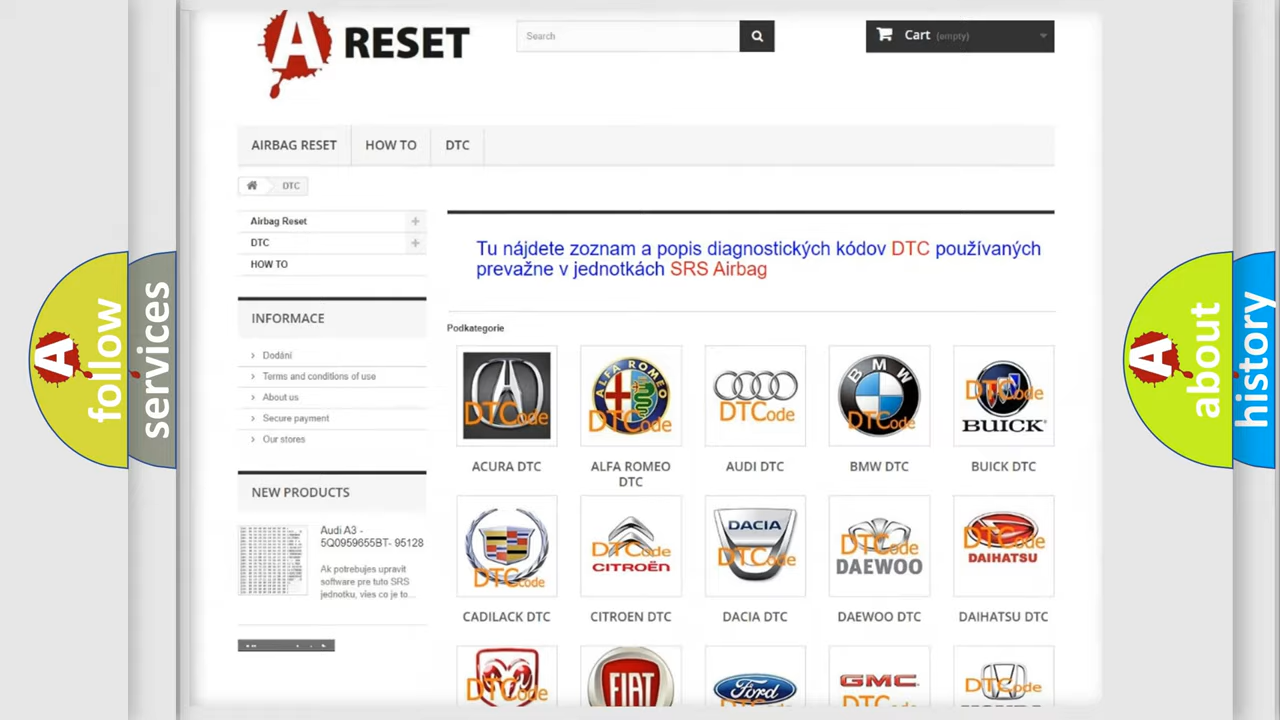 A RESET
Search
Cart (empty)
AIRBAG RESET
HOW TO
DTC
DTC
Airbag Reset
DTC
HOW TO
INFORMACE
Dodání
Terms and conditions of use
About us
Secure payment
Our stores
NEW PRODUCTS
Audi A3 -
5Q0959655BT- 95128
Ak potrebujes upravit
software pre tuto SRS
jednotku, vies co je to...
Tu nájdete zoznam a popis diagnostických kódov DTC používaných
prevažne v jednotkách SRS Airbag
Podkategorie
DTCode
ALFA ROMEO
DTCode
DTCode
BMW
DTCode
DTCode
BUICK
ACURA DTC
ALFA ROMEO
DTC
AUDI DTC
BMW DTC
BUICK DTC
DTCode
DTCode
CITROËN
DACIA
DTCode
DTCode
DAEWOO
DTCode
DAIHATSU
CADILACK DTC
CITROEN DTC
DACIA DTC
DAEWOO DTC
DAIHATSU DTC
DTCode
FIAT
Ford
GMC
DTCode
A follow
services
A about
history